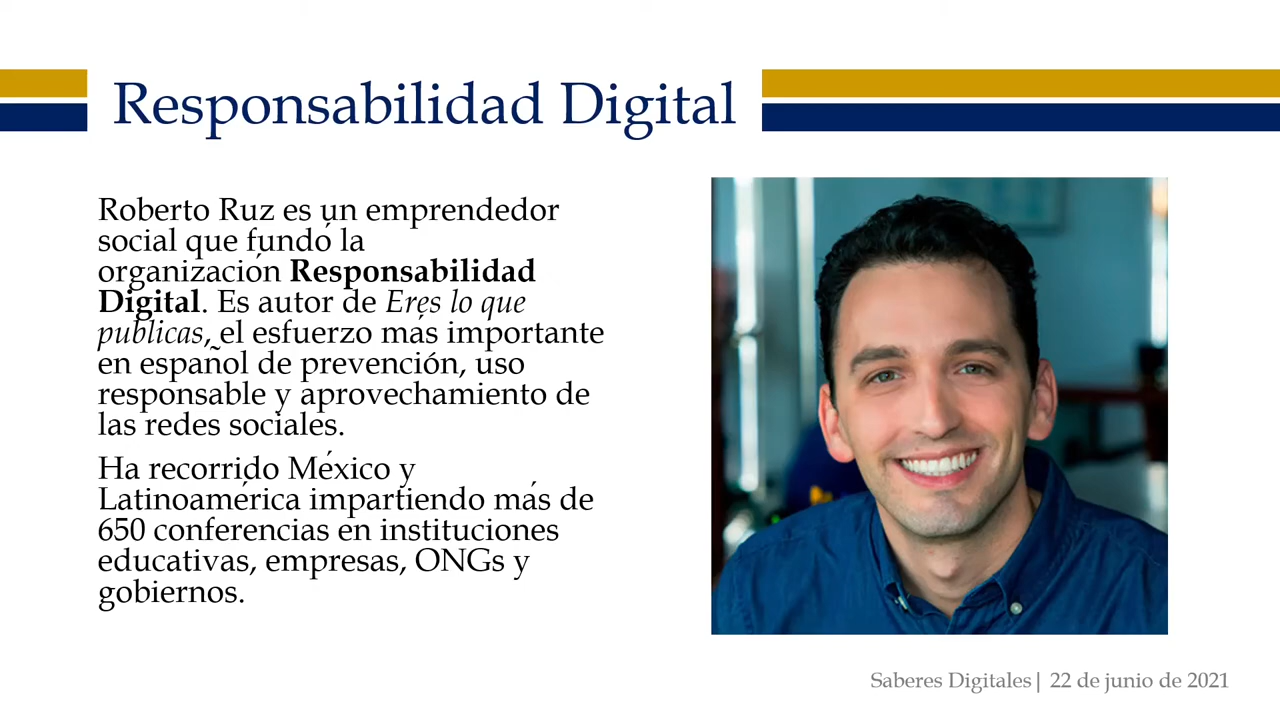 Responsabilidad Digital
Roberto Ruz es un emprendedor
social que fundó la
organización Responsabilidad
Digital. Es autor de Eres lo que
publicas, el esfuerzo más importante
en español de prevención, uso
responsable y aprovechamiento de
las redes sociales.
Ha recorrido México y
Latinoamérica impartiendo más de
650 conferencias en instituciones
educativas, empresas, ONGs y
gobiernos.
Saberes Digitales| 22 de junio de 2021